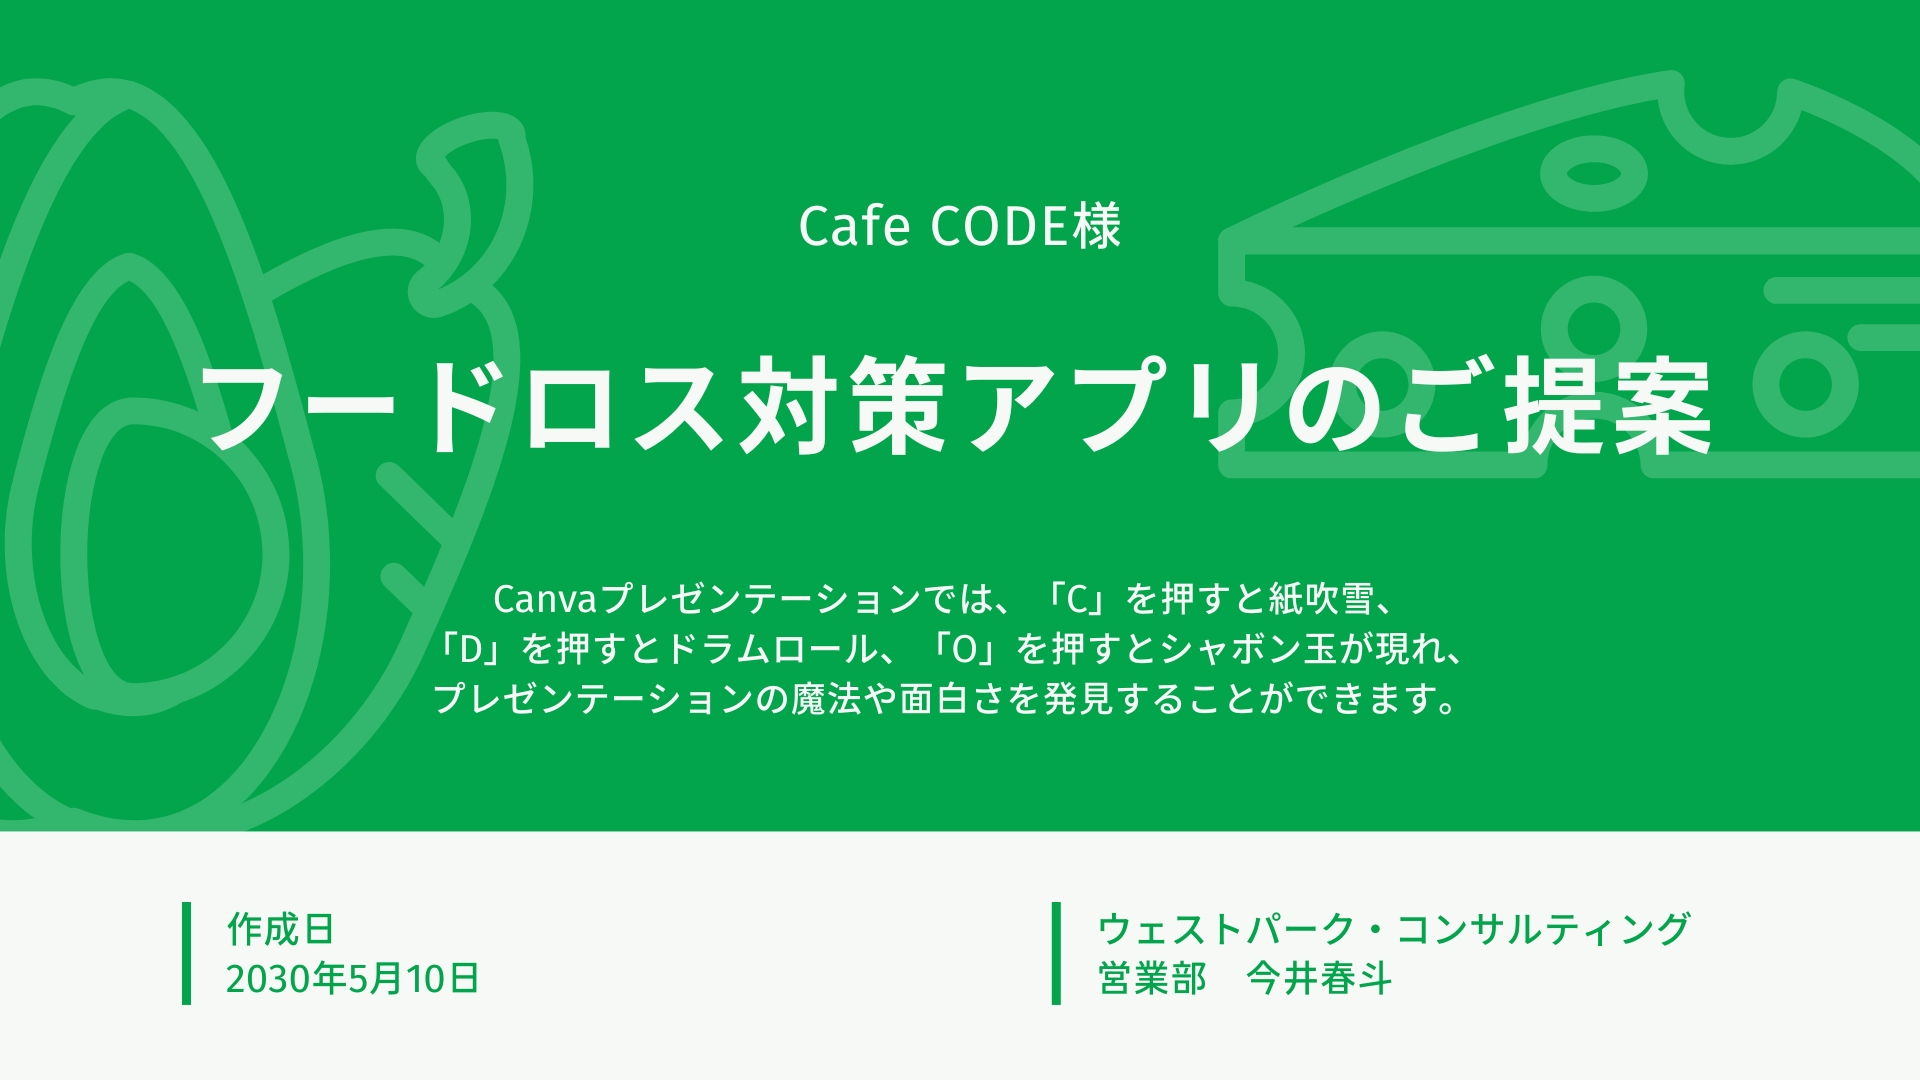 Cafe CODE様
フードロス対策アプリのご提案
Canvaプレゼンテーションでは、「C」を押すと紙吹雪、
「D」を押すとドラムロール、「O」を押すとシャボン玉が現れ、
プレゼンテーションの魔法や面白さを発見することができます。
作成日
2030年5月10日
ウェストパーク・コンサルティング
営業部　今井春斗